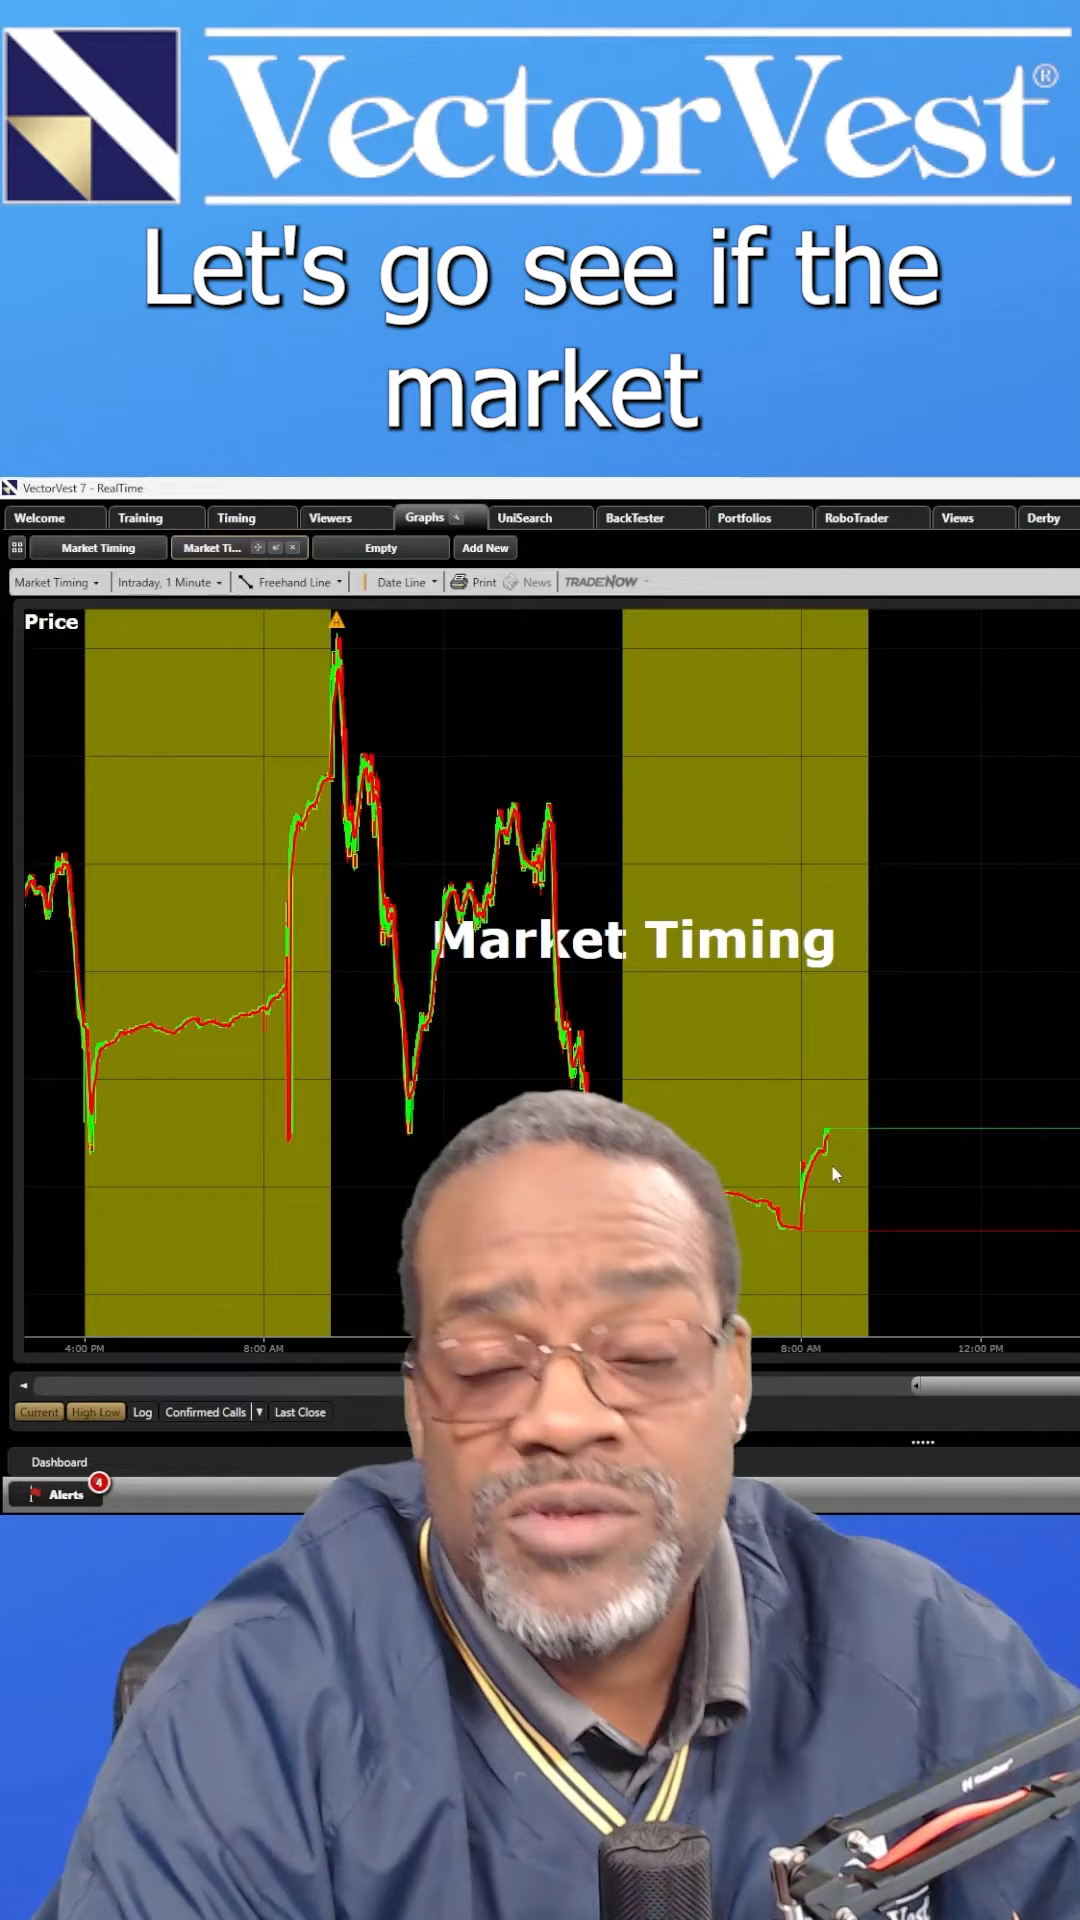 VectorVest®
Let's go see if the
market
VectorVest 7 - RealTime
Welcome Training Timing Viewers Graphs UniSearch BackTester Portfolios RoboTrader Views Derby
Market Timing Market Ti... Empty Add New
Market Timing Intraday, 1 Minute Freehand Line Date Line Print News TRADENOW
Price
Market Timing
4:00 PM 8:00 AM 8:00 AM 12:00 PM
Current High Low Log Confirmed Calls Last Close
Dashboard
Alerts 4